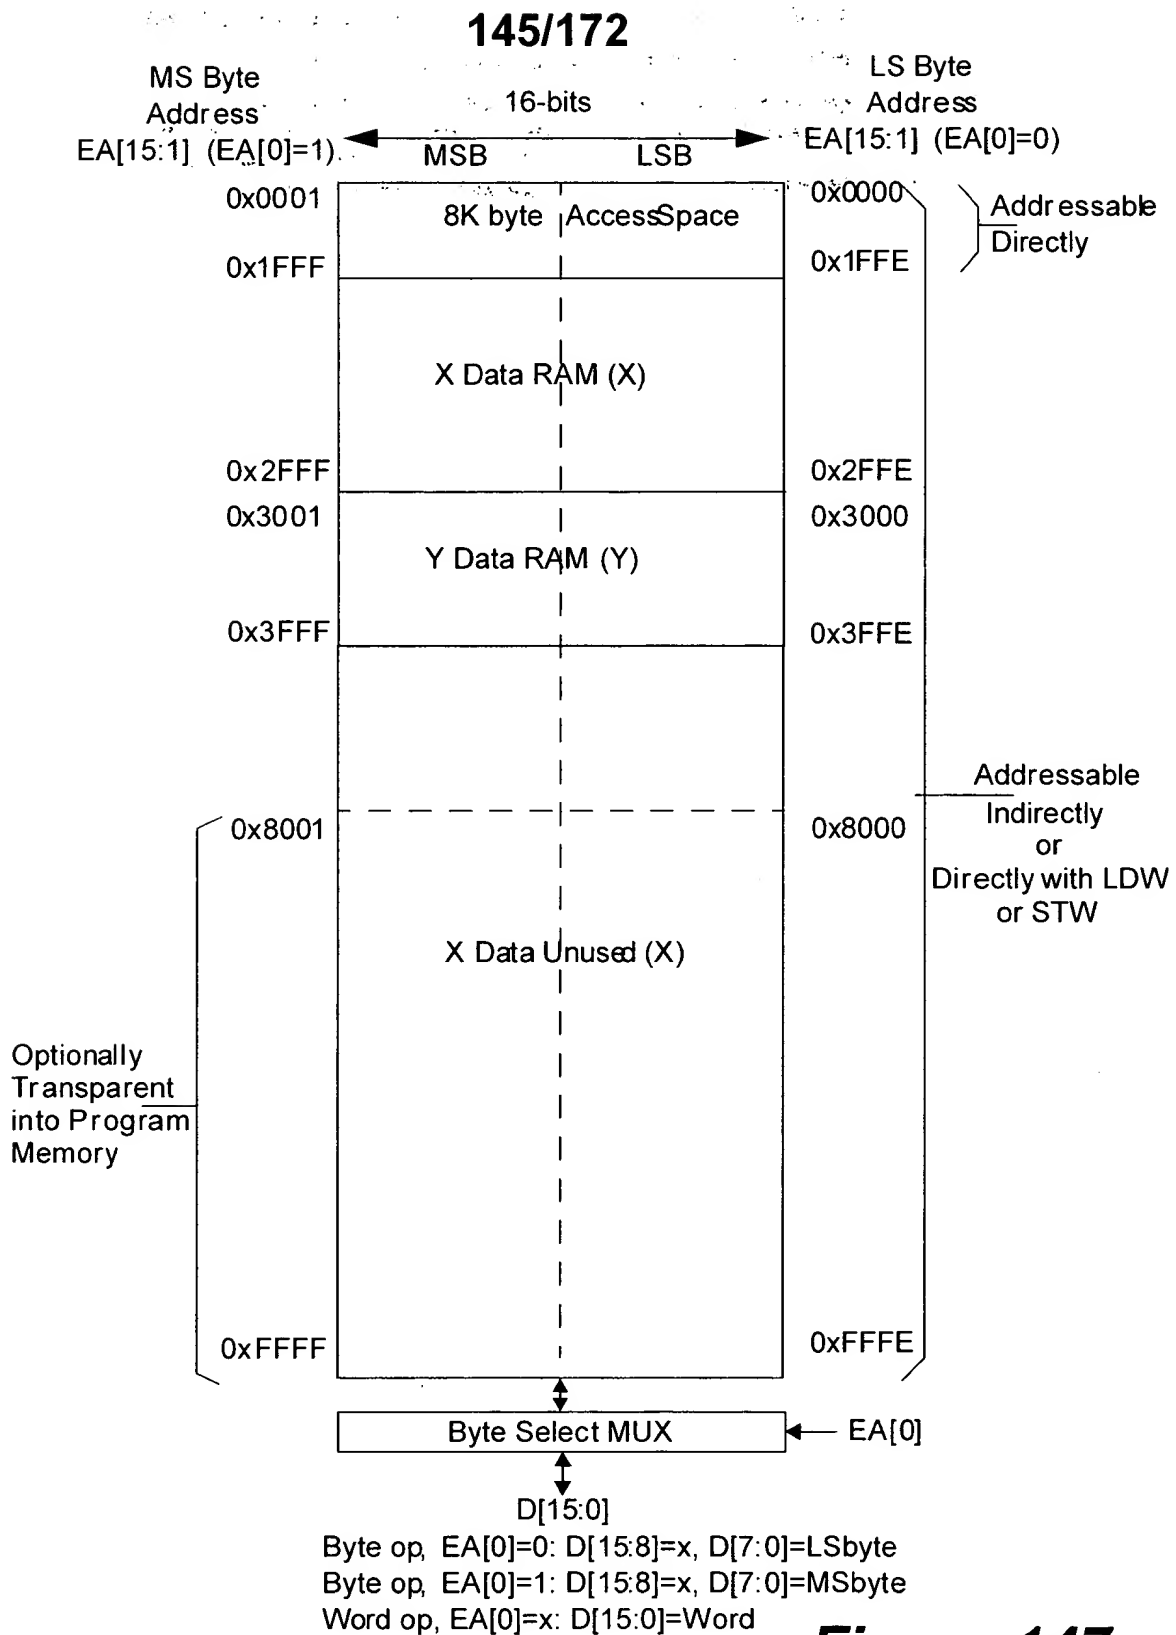 145/172
MS Byte
Address
EA[15:1] (EA[0]=1)
16-bits
MSB
LSB
LS Byte
Address
EA[15:1] (EA[0]=0)
0x0001
8K byte AccessSpace
0x0000
Addressable
Directly
0x1FFF
0x1FFE
X Data RAM (X)
0x2FFF
0x2FFE
0x3001
0x3000
Y Data RAM (Y)
0x3FFF
0x3FFE
Addressable
Indirectly
or
Directly with LDW
or STW
0x8001
0x8000
X Data Unused (X)
Optionally
Transparent
into Program
Memory
0xFFFF
0xFFFE
Byte Select MUX
EA[0]
D[15:0]
Byte op, EA[0]=0: D[15:8]=x, D[7:0]=LSbyte
Byte op, EA[0]=1: D[15:8]=x, D[7:0]=MSbyte
Word op, EA[0]=x: D[15:0]=Word